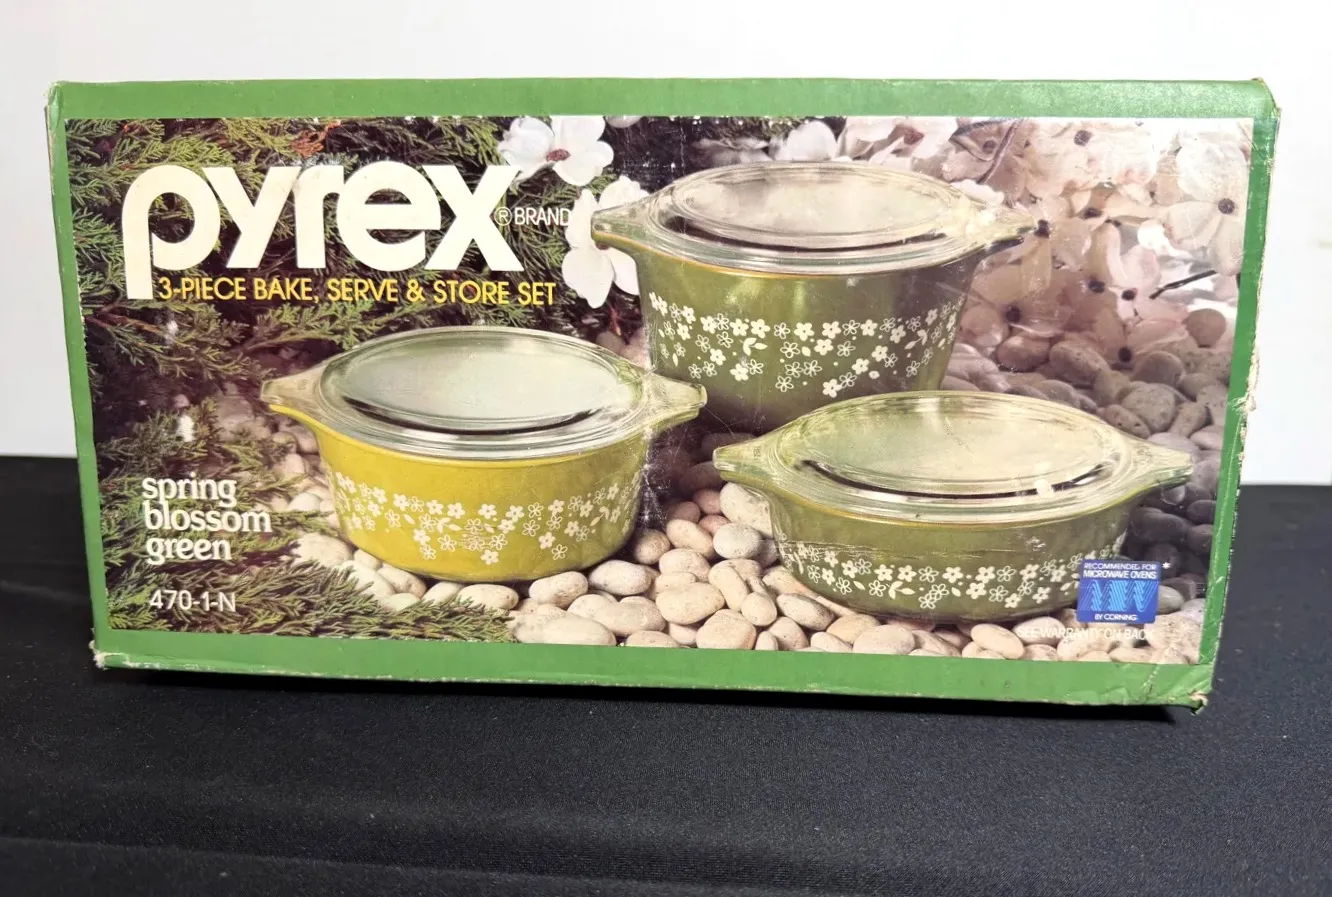 pyrex
® BRAND
3-PIECE BAKE, SERVE & STORE SET
spring
blossom
green
470-1-N
RECOMMENDED FOR
MICROWAVE OVENS
*
BY CORNING
SEE WARRANTY ON BACK